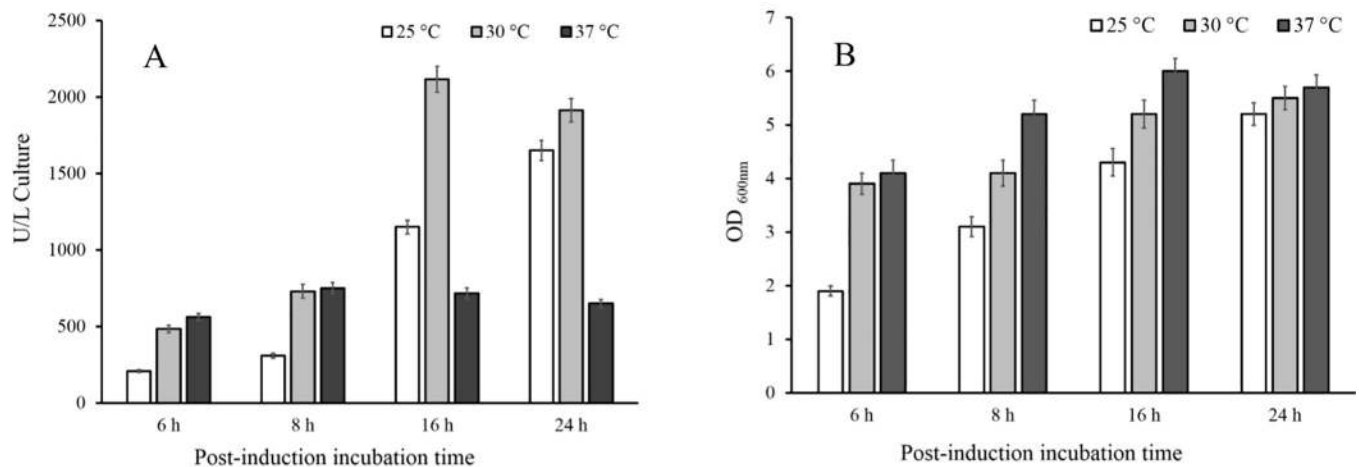 A
25 °C 30 °C 37 °C
2500
2000
1500
1000
500
0
U/L Culture
6 h 8 h 16 h 24 h
Post-induction incubation time
B
25 °C 30 °C 37 °C
7
6
5
4
3
2
1
0
OD 600nm
6 h 8 h 16 h 24 h
Post-induction incubation time